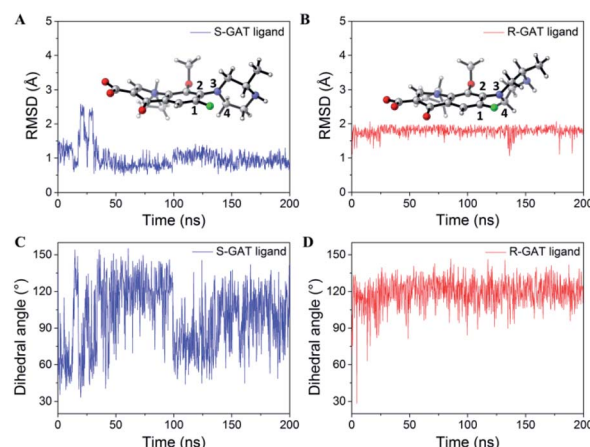 A
S-GAT ligand
RMSD (Å)
5
4
3
2
1
0
2 3
1
4
0 50 100 150 200
Time (ns)
B
R-GAT ligand
RMSD (Å)
5
4
3
2
1
0
2 3
1 4
0 50 100 150 200
Time (ns)
C
S-GAT ligand
Dihedral angle (°)
150
120
90
60
30
0 50 100 150 200
Time (ns)
D
R-GAT ligand
Dihedral angle (°)
150
120
90
60
30
0 50 100 150 200
Time (ns)